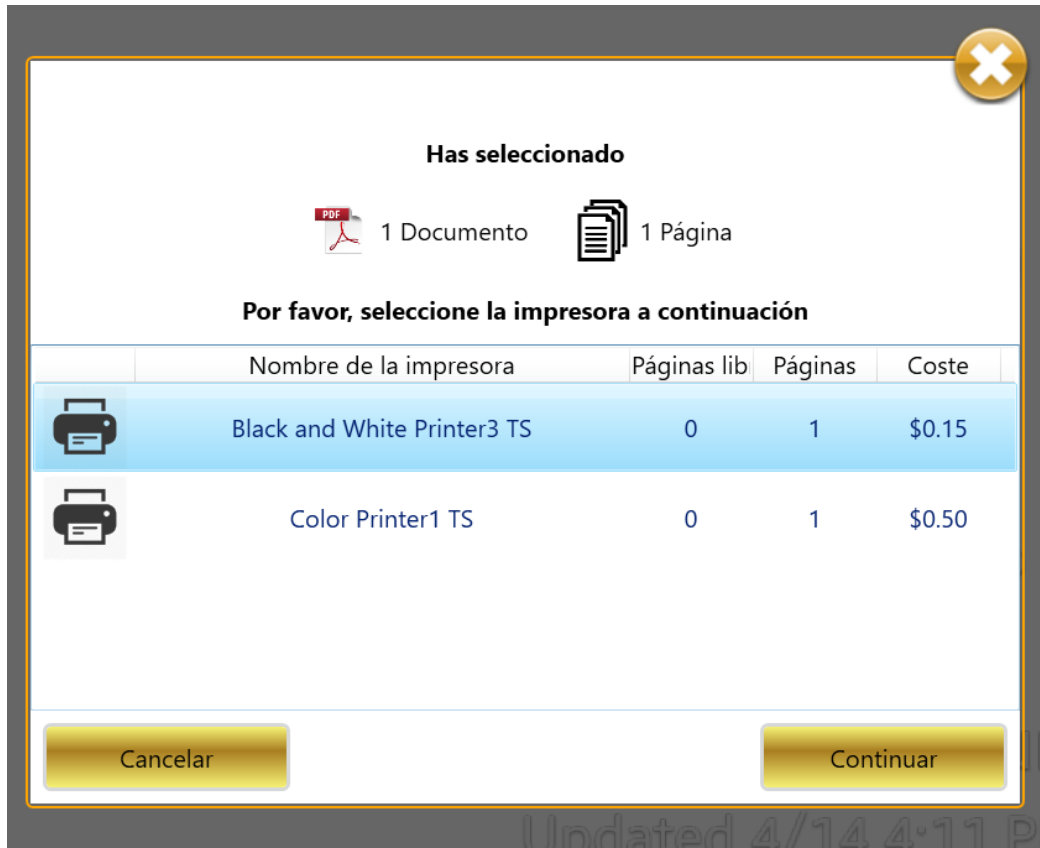 Has seleccionado
PDF 1 Documento 1 Página
Por favor, seleccione la impresora a continuación
Nombre de la impresora Páginas lib Páginas Coste
Black and White Printer3 TS 0 1 $0.15
Color Printer1 TS 0 1 $0.50
Cancelar Continuar
Updated 4/14 4:11 P